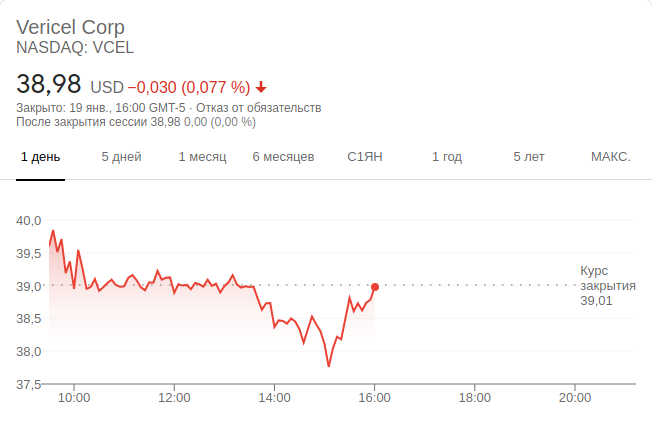 Vericel Corp
NASDAQ: VCEL
38,98 USD −0,030 (0,077 %)
Закрыто: 19 янв., 16:00 GMT-5 · Отказ от обязательств
После закрытия сессии 38,98 0,00 (0,00 %)
1 день 5 дней 1 месяц 6 месяцев С1ЯН 1 год 5 лет МАКС.
40,0
39,5
39,0
38,5
38,0
37,5
Курс
закрытия
39,01
10:00 12:00 14:00 16:00 18:00 20:00